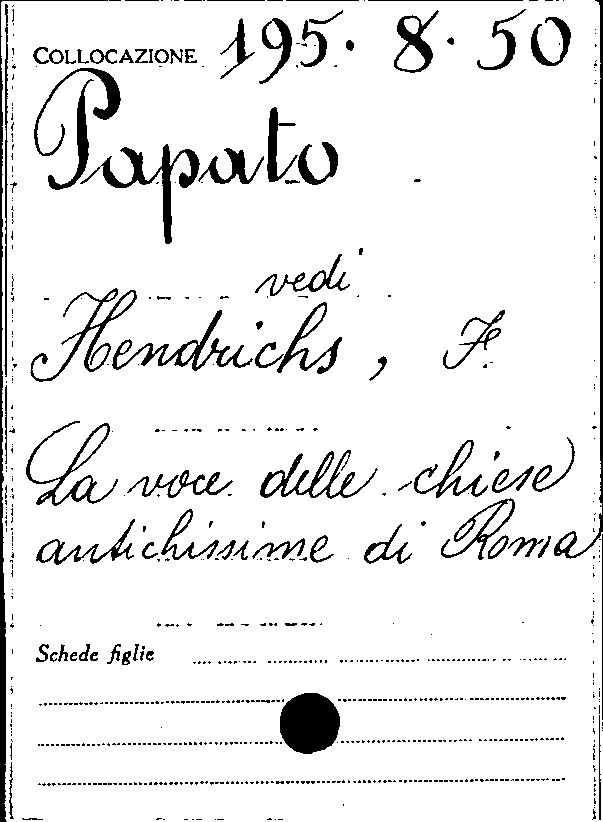 COLLOCAZIONE 195. 8. 50
Papato
vedi
Hendrichs, F.
La voce delle chiese
antichissime di Roma
Schede figlie